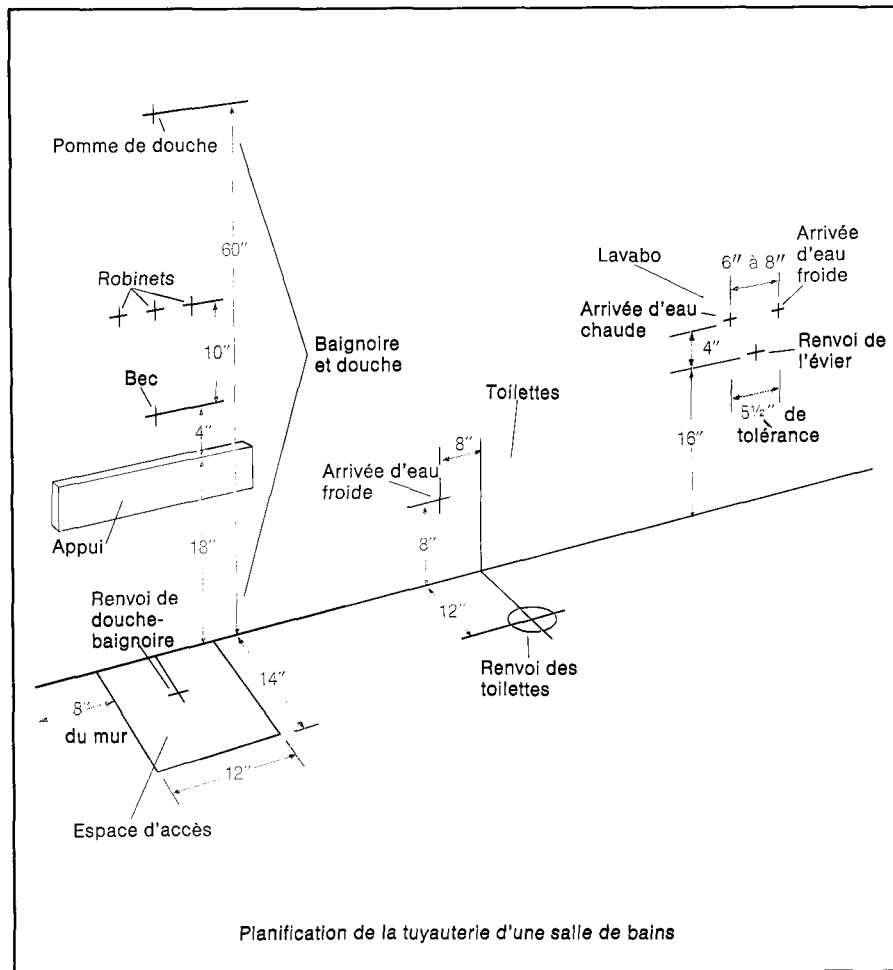 Pomme de douche
60″
Robinets
10″
Bec
4″
Appui
18″
Baignoire
et douche
Renvoi de
douche-
baignoire
8″
du mur
14″
12″
Espace d'accès
Toilettes
8″
Arrivée d'eau
froide
8″
12″
Renvoi des
toilettes
Lavabo
6″ à 8″
Arrivée
d'eau
froide
Arrivée d'eau
chaude
4″
Renvoi de
l'évier
5½″ de
tolérance
16″
Planification de la tuyauterie d'une salle de bains